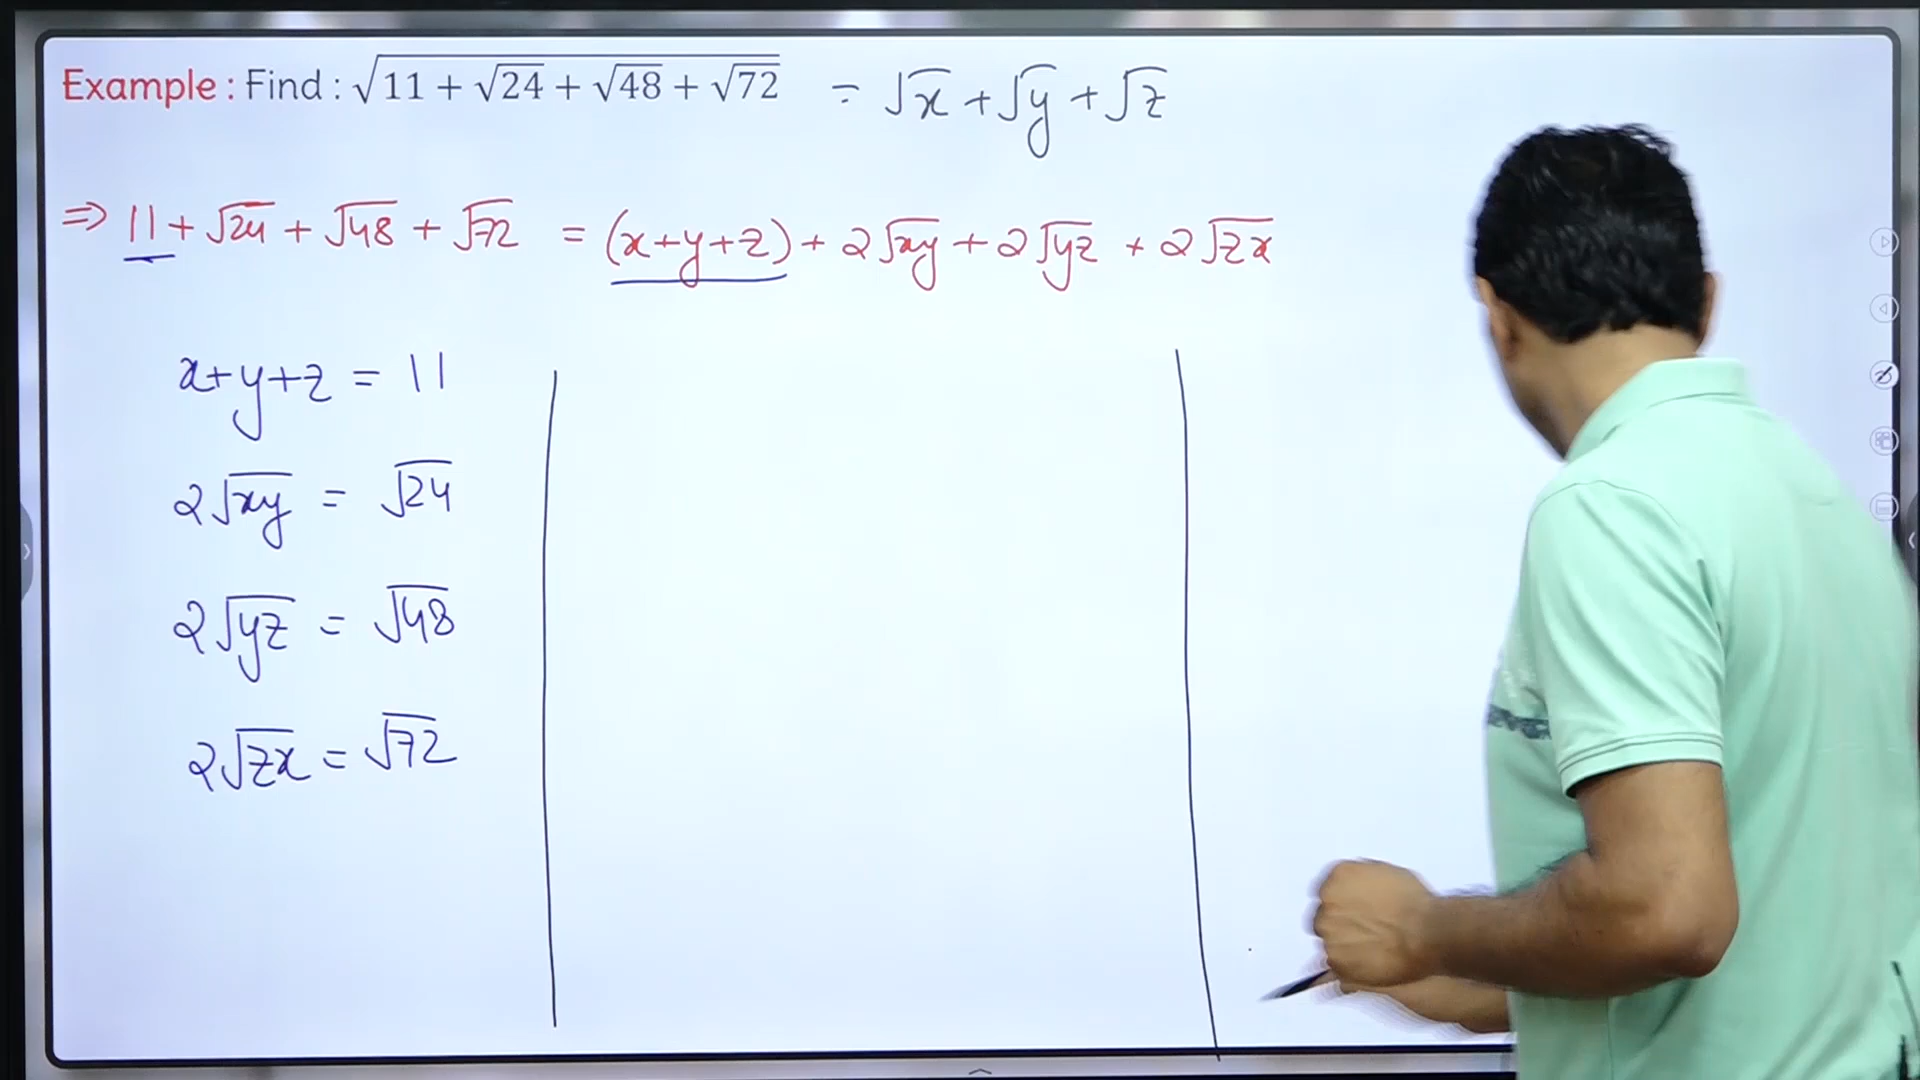 Example : Find : √(11 + √24 + √48 + √72) = √x + √y + √z
⇒ 11 + √24 + √48 + √72 = (x+y+z) + 2√xy + 2√yz + 2√zx
x+y+z = 11
2√xy = √24
2√yz = √48
2√zx = √72